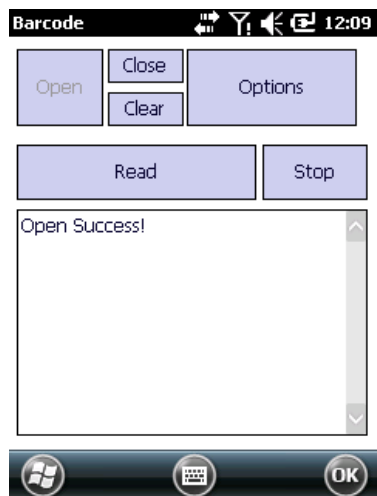 Barcode 12:09
Open
Close
Clear
Options
Read Stop
Open Success!
OK